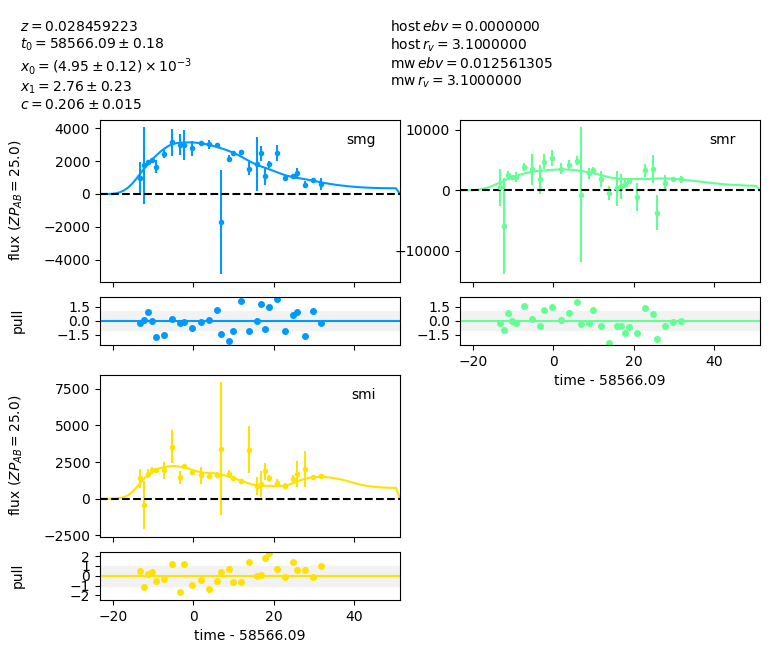 z = 0.028459223
t₀ = 58566.09 ± 0.18
x₀ = (4.95 ± 0.12) × 10⁻³
x₁ = 2.76 ± 0.23
c = 0.206 ± 0.015
host ebv = 0.0000000
host r_v = 3.1000000
mw ebv = 0.012561305
mw r_v = 3.1000000
flux (ZP_AB = 25.0)
4000
2000
0
−2000
−4000
smg
10000
0
−10000
smr
pull
1.5
0.0
−1.5
1.5
0.0
−1.5
−20
0
20
40
time - 58566.09
flux (ZP_AB = 25.0)
7500
5000
2500
0
−2500
smi
pull
2
1
0
−1
−2
−20
0
20
40
time - 58566.09